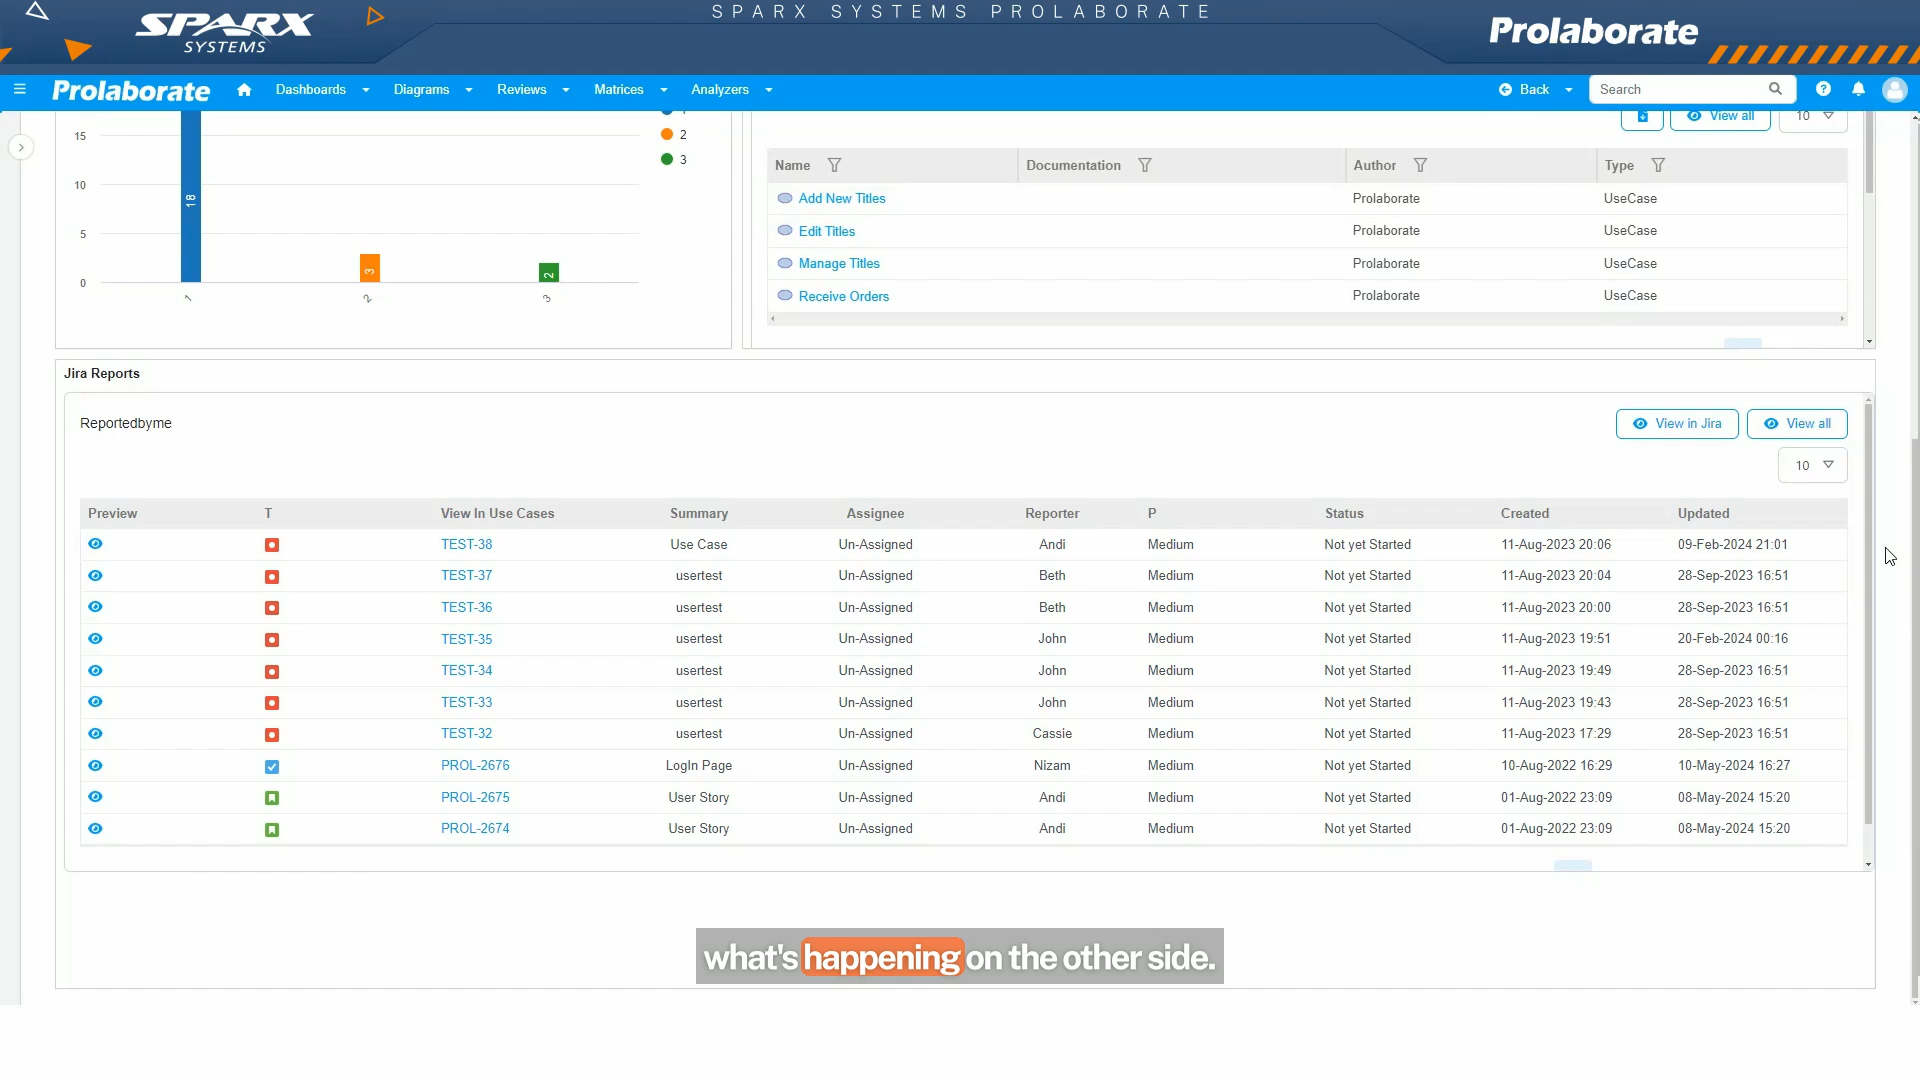 SPARX SYSTEMS PROLABORATE
SPARX
SYSTEMS
Prolaborate
Prolaborate Dashboards Diagrams Reviews Matrices Analyzers Back Search
15
10
5
0
18
3
2
1
2
3
2
3
View all 10
Name Documentation Author Type
Add New Titles Prolaborate UseCase
Edit Titles Prolaborate UseCase
Manage Titles Prolaborate UseCase
Receive Orders Prolaborate UseCase
Jira Reports
Reportedbyme View in Jira View all
10
Preview T View In Use Cases Summary Assignee Reporter P Status Created Updated
TEST-38 Use Case Un-Assigned Andi Medium Not yet Started 11-Aug-2023 20:06 09-Feb-2024 21:01
TEST-37 usertest Un-Assigned Beth Medium Not yet Started 11-Aug-2023 20:04 28-Sep-2023 16:51
TEST-36 usertest Un-Assigned Beth Medium Not yet Started 11-Aug-2023 20:00 28-Sep-2023 16:51
TEST-35 usertest Un-Assigned John Medium Not yet Started 11-Aug-2023 19:51 20-Feb-2024 00:16
TEST-34 usertest Un-Assigned John Medium Not yet Started 11-Aug-2023 19:49 28-Sep-2023 16:51
TEST-33 usertest Un-Assigned John Medium Not yet Started 11-Aug-2023 19:43 28-Sep-2023 16:51
TEST-32 usertest Un-Assigned Cassie Medium Not yet Started 11-Aug-2023 17:29 28-Sep-2023 16:51
PROL-2676 LogIn Page Un-Assigned Nizam Medium Not yet Started 10-Aug-2022 16:29 10-May-2024 16:27
PROL-2675 User Story Un-Assigned Andi Medium Not yet Started 01-Aug-2022 23:09 08-May-2024 15:20
PROL-2674 User Story Un-Assigned Andi Medium Not yet Started 01-Aug-2022 23:09 08-May-2024 15:20
what's happening on the other side.